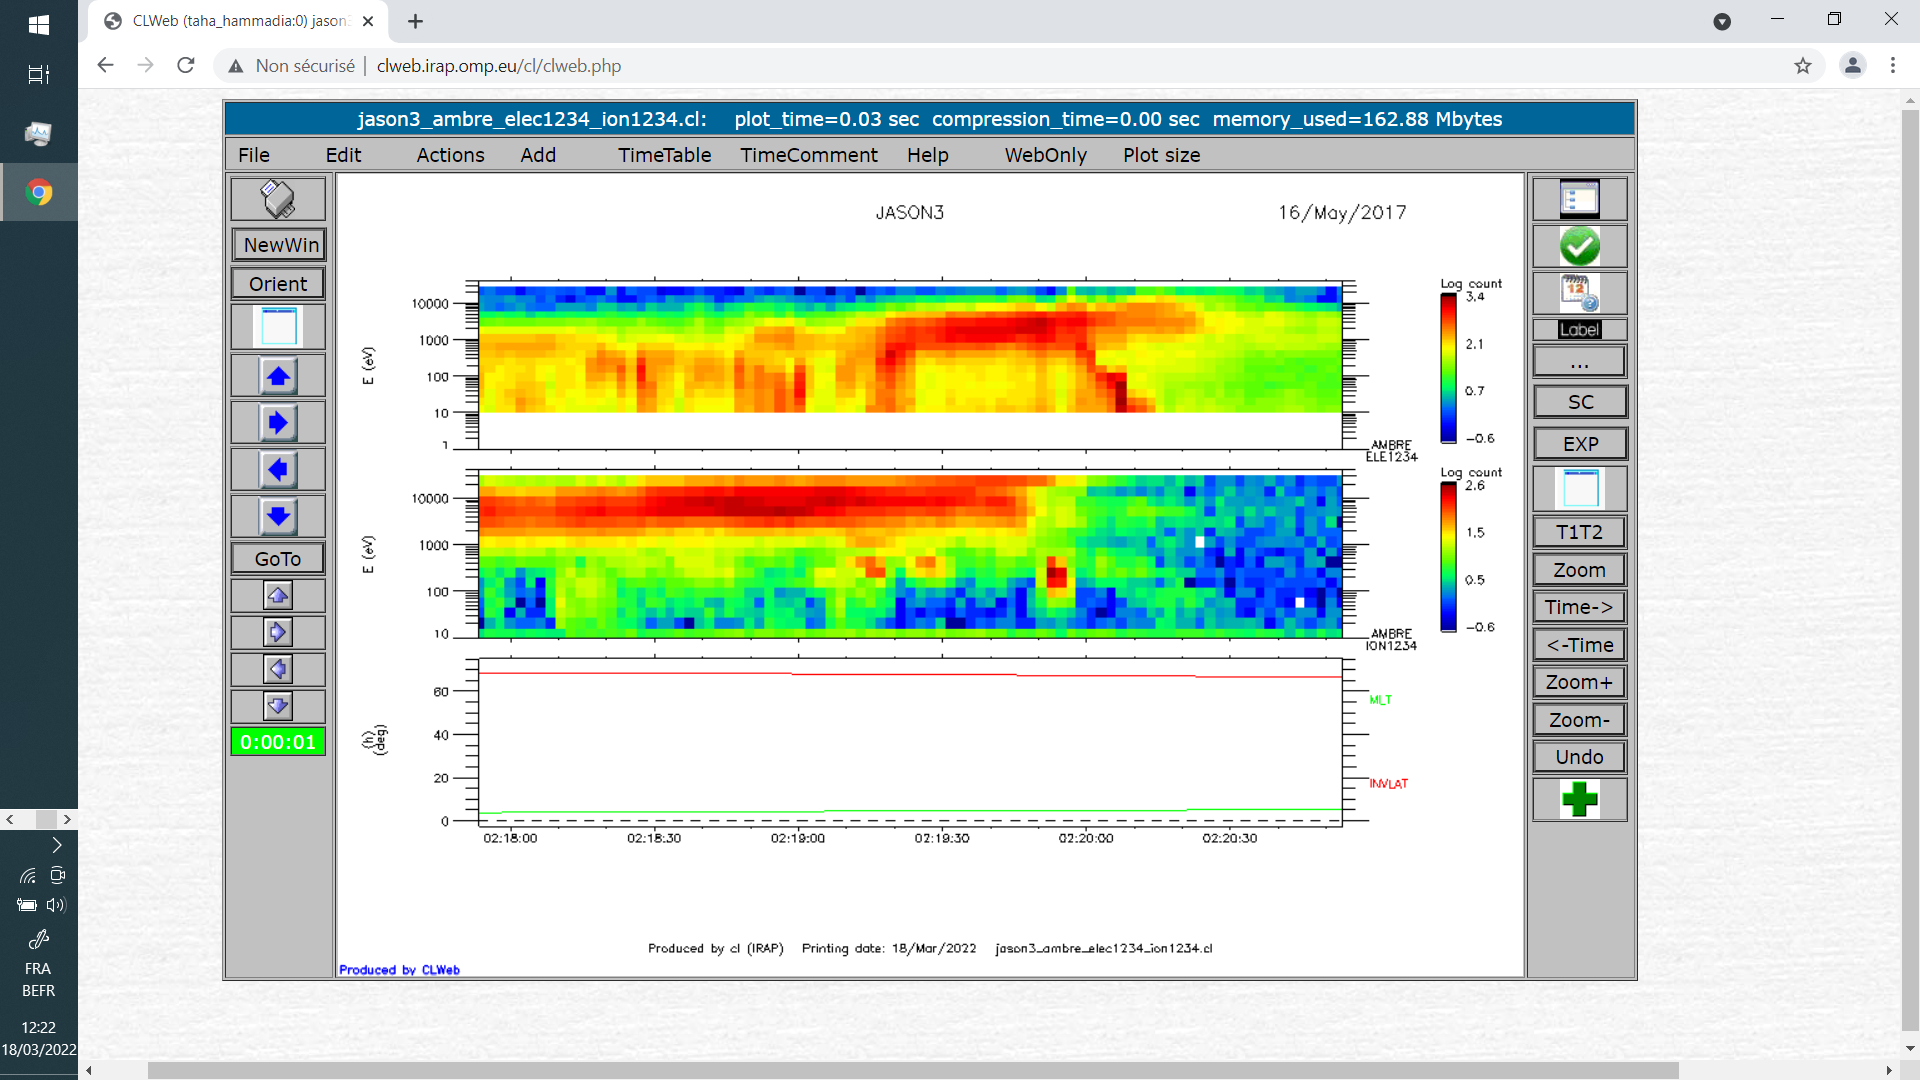 CLWeb (taha_hammadia:0) jason
Non sécurisé | clweb.irap.omp.eu/cl/clweb.php
jason3_ambre_elec1234_ion1234.cl: plot_time=0.03 sec compression_time=0.00 sec memory_used=162.88 Mbytes
File Edit Actions Add TimeTable TimeComment Help WebOnly Plot size
NewWin
Orient
GoTo
0:00:01
JASON3 16/May/2017
Log count
3.4
2.1
0.7
-0.6
E (eV)
10000
1000
100
10
1
AMBRE
ELE1234
Log count
2.6
1.5
0.5
-0.6
E (eV)
10000
1000
100
10
AMBRE
ION1234
(h)
(deg)
60
40
20
0
MLT
INVLAT
02:18:00 02:18:30 02:19:00 02:19:30 02:20:00 02:20:30
Produced by cl (IRAP) Printing date: 18/Mar/2022 jason3_ambre_elec1234_ion1234.cl
Produced by CLWeb
12
Label
...
SC
EXP
T1T2
Zoom
Time->
<-Time
Zoom+
Zoom-
Undo
FRA
BEFR
12:22
18/03/2022